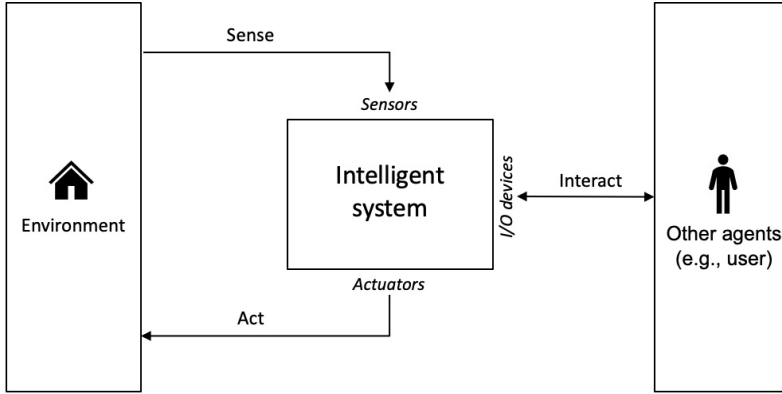 Sense
Sensors
Environment
Intelligent
system
I/O devices
Interact
Other agents
(e.g., user)
Actuators
Act